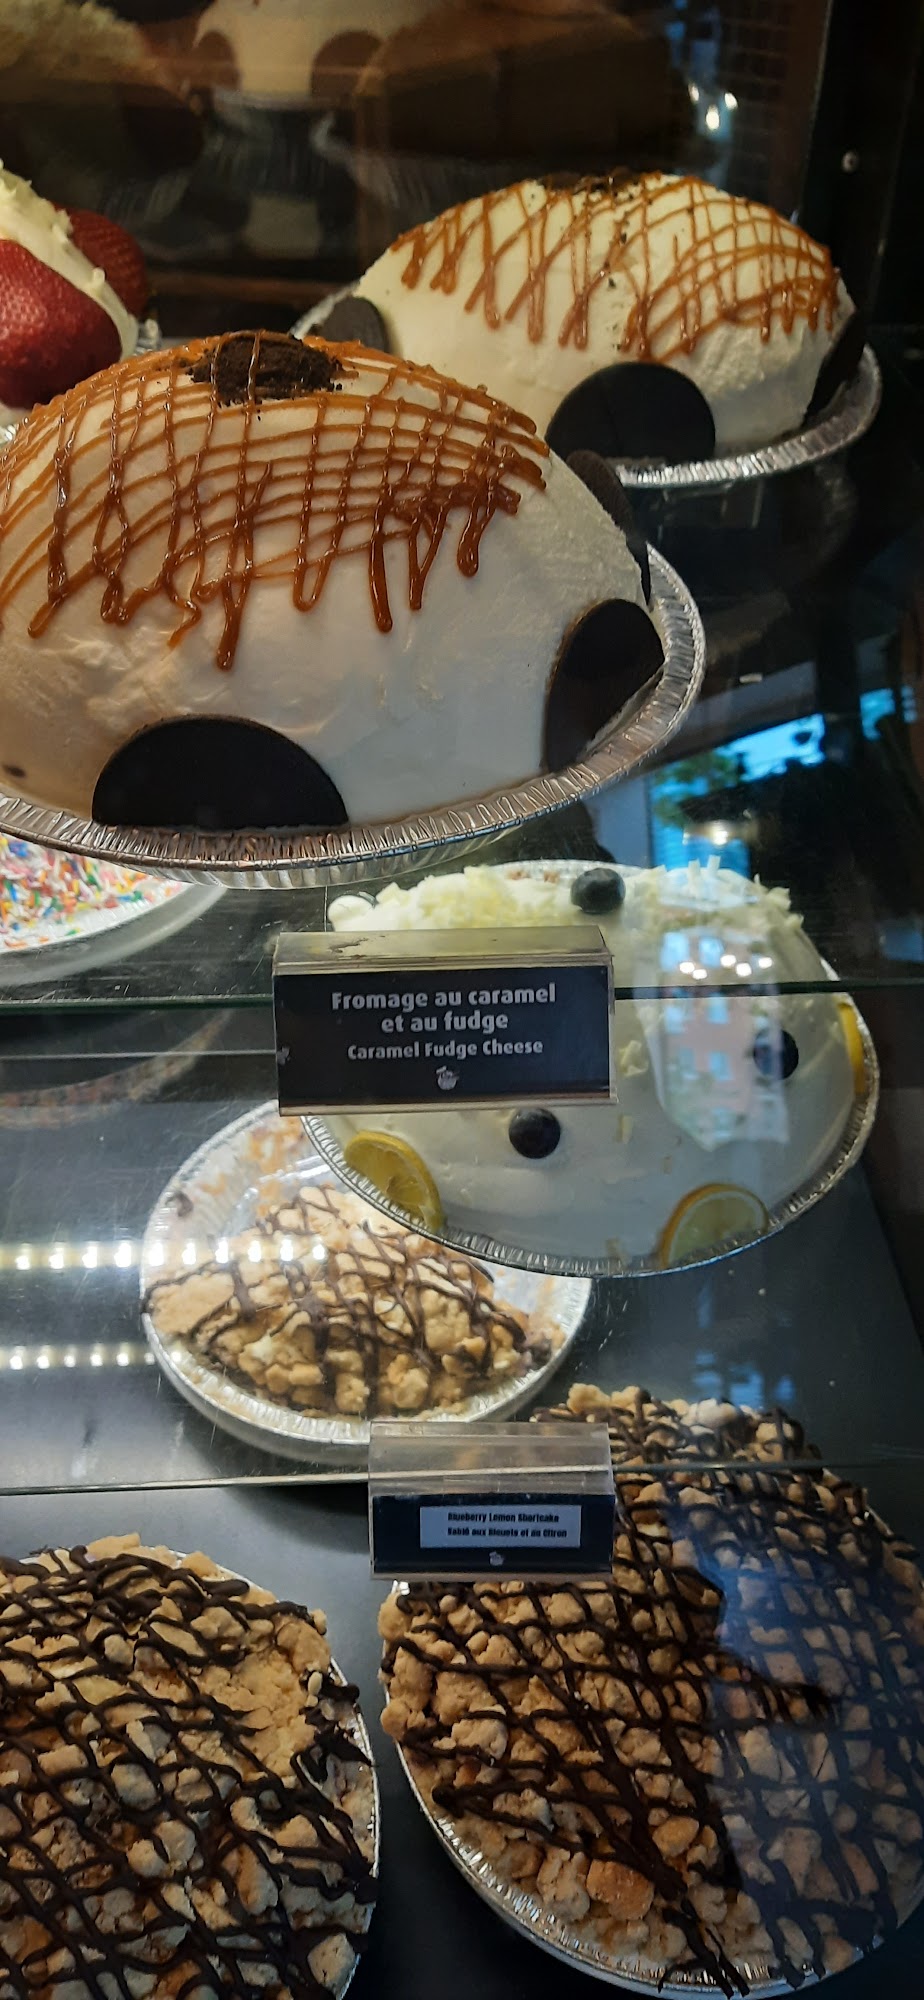 Fromage au caramel
et au fudge
Caramel Fudge Cheese
Blueberry Lemon Shortcake
Sablé aux Bleuets et au Citron